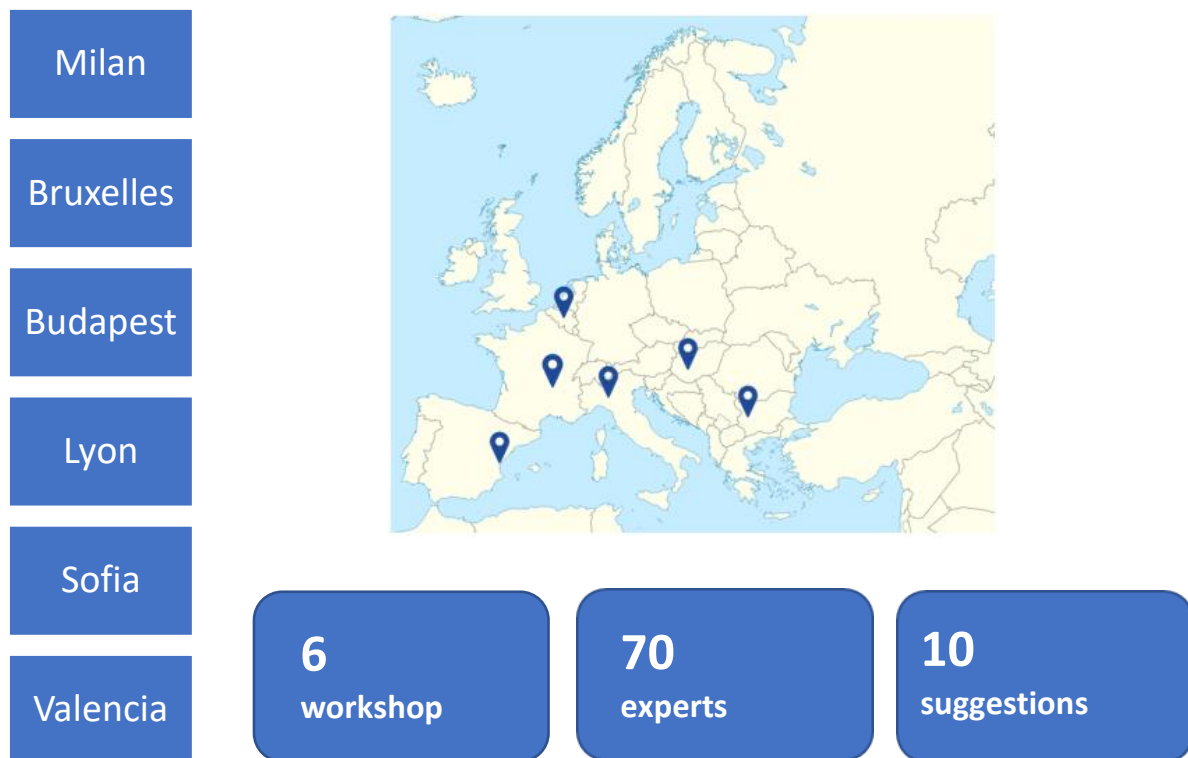 Milan
Bruxelles
Budapest
Lyon
Sofia
Valencia
6
workshop
70
experts
10
suggestions